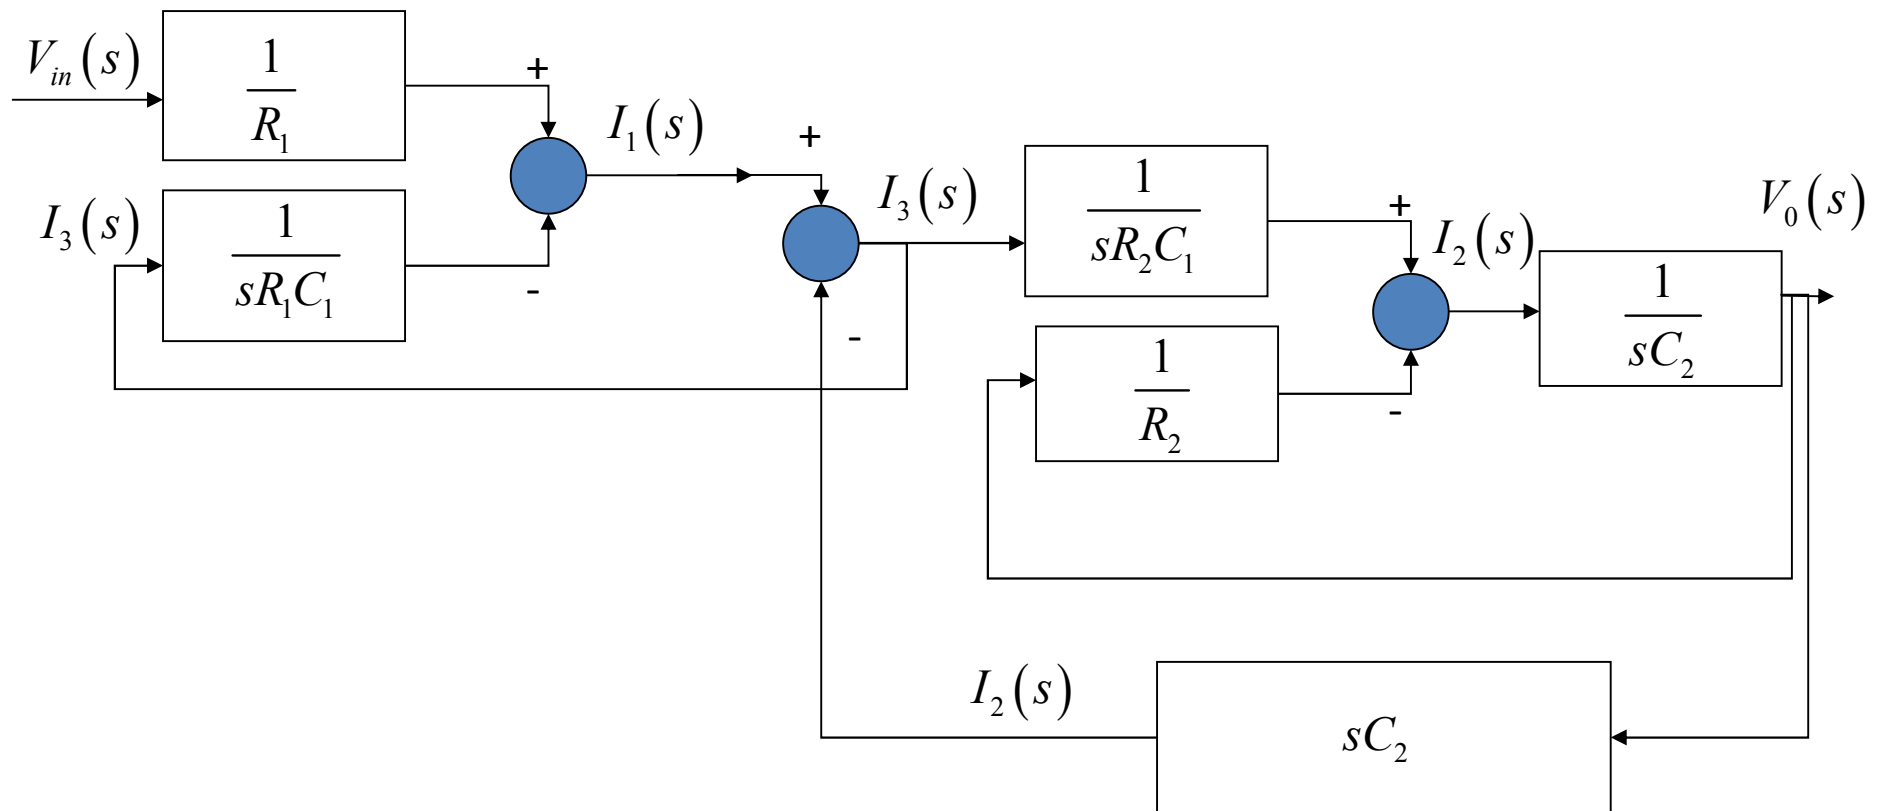 V_in(s)
1
R_1
+
I_1(s)
+
I_3(s)
1
sR_1C_1
-
I_3(s)
1
sR_2C_1
+
I_2(s)
V_0(s)
1
sC_2
-
1
R_2
-
I_2(s)
sC_2